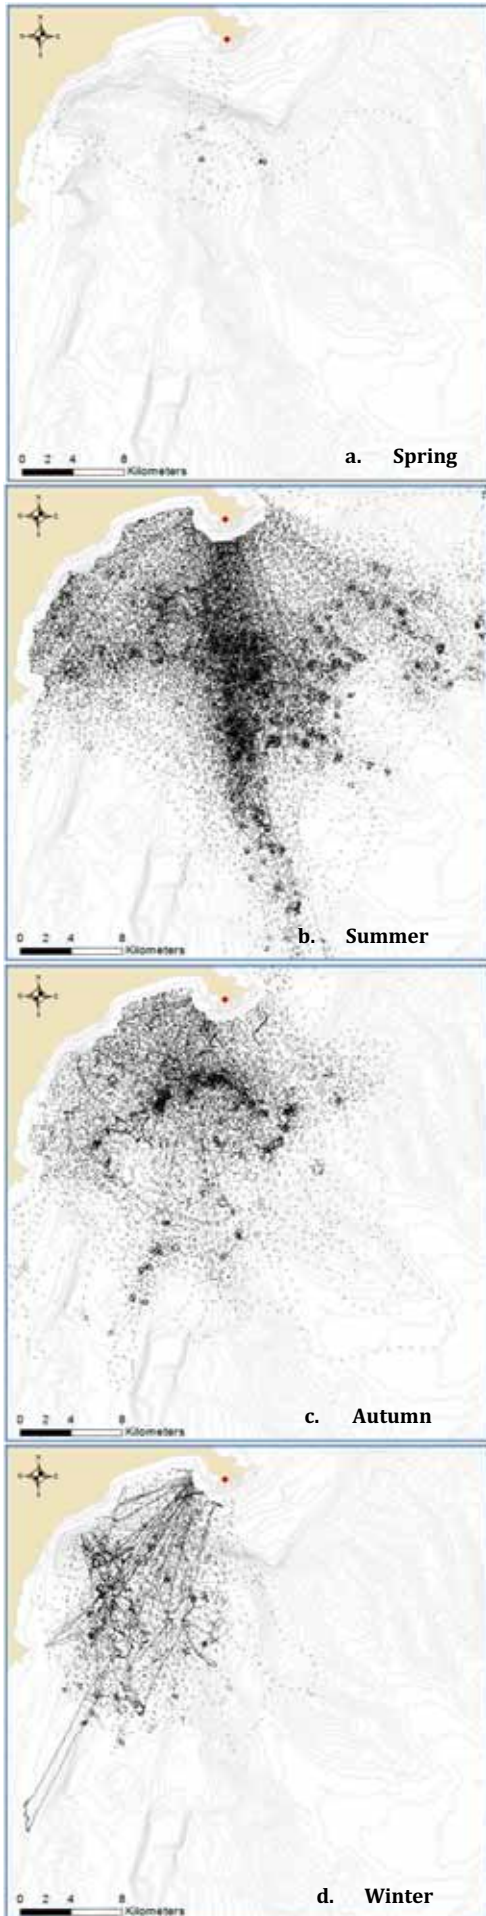 N
0 2 4 8
Kilometers
a. Spring
N
0 2 4 8
Kilometers
b. Summer
N
0 2 4 8
Kilometers
c. Autumn
N
0 2 4 8
Kilometers
d. Winter